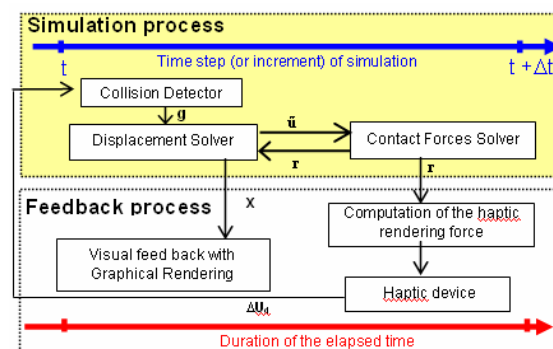 Simulation process
t
Time step (or increment) of simulation
t + Δt
Collision Detector
g
Displacement Solver
ũ
r
Contact Forces Solver
x
r
Feedback process
Computation of the haptic
rendering force
Visual feed back with
Graphical Rendering
Haptic device
ΔUd
t
Duration of the elapsed time